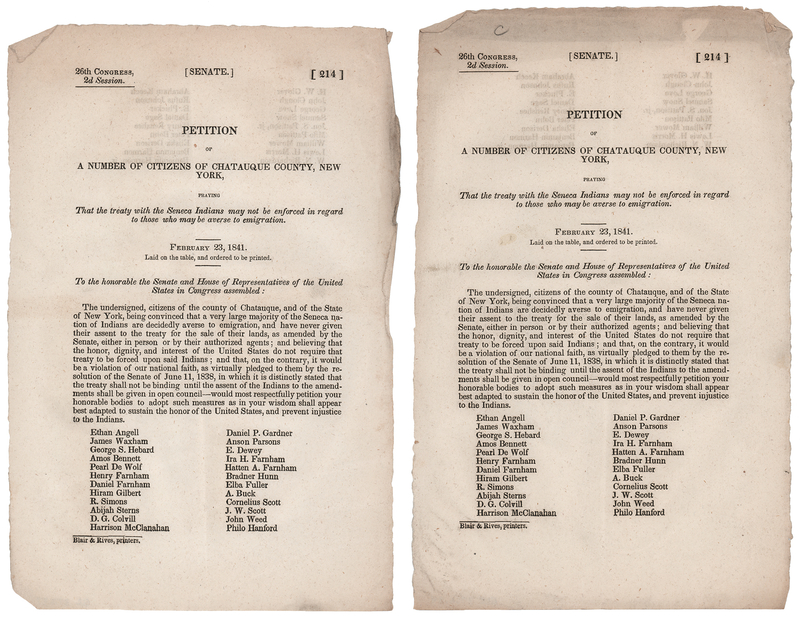 26th Congress,
2d Session.
[SENATE.]
[ 214 ]
PETITION
OF
A NUMBER OF CITIZENS OF CHATAUQUE COUNTY, NEW
YORK,
PRAYING
That the treaty with the Seneca Indians may not be enforced in regard
to those who may be averse to emigration.
February 23, 1841.
Laid on the table, and ordered to be printed.
To the honorable the Senate and House of Representatives of the United
States in Congress assembled:
The undersigned, citizens of the county of Chatauque, and of the State
of New York, being convinced that a very large majority of the Seneca na-
tion of Indians are decidedly averse to emigration, and have never given
their assent to the treaty for the sale of their lands, as amended by the
Senate, either in person or by their authorized agents; and believing that
the honor, dignity, and interest of the United States do not require that
treaty to be forced upon said Indians; and that, on the contrary, it would
be a violation of our national faith, as virtually pledged to them by the re-
solution of the Senate of June 11, 1838, in which it is distinctly stated that
the treaty shall not be binding until the assent of the Indians to the amend-
ments shall be given in open council—would most respectfully petition your
honorable bodies to adopt such measures as in your wisdom shall appear
best adapted to sustain the honor of the United States, and prevent injustice
to the Indians.
Ethan Angell
James Waxham
George S. Hebard
Amos Bennett
Pearl De Wolf
Henry Farnham
Daniel Farnham
Hiram Gilbert
R. Simons
Abijah Sterns
D. G. Colvill
Harrison McClanahan
Daniel P. Gardner
Anson Parsons
E. Dewey
Ira H. Farnham
Hatten A. Farnham
Bradner Hunn
Elba Fuller
A. Buck
Cornelius Scott
J. W. Scott
John Weed
Philo Hanford
Blair & Rives, printers.
C
26th Congress,
2d Session.
[SENATE.]
[ 214 ]
PETITION
OF
A NUMBER OF CITIZENS OF CHATAUQUE COUNTY, NEW
YORK,
PRAYING
That the treaty with the Seneca Indians may not be enforced in regard
to those who may be averse to emigration.
February 23, 1841.
Laid on the table, and ordered to be printed.
To the honorable the Senate and House of Representatives of the United
States in Congress assembled:
The undersigned, citizens of the county of Chatauque, and of the State
of New York, being convinced that a very large majority of the Seneca na-
tion of Indians are decidedly averse to emigration, and have never given
their assent to the treaty for the sale of their lands, as amended by the
Senate, either in person or by their authorized agents; and believing that
the honor, dignity, and interest of the United States do not require that
treaty to be forced upon said Indians; and that, on the contrary, it would
be a violation of our national faith, as virtually pledged to them by the re-
solution of the Senate of June 11, 1838, in which it is distinctly stated that
the treaty shall not be binding until the assent of the Indians to the amend-
ments shall be given in open council—would most respectfully petition your
honorable bodies to adopt such measures as in your wisdom shall appear
best adapted to sustain the honor of the United States, and prevent injustice
to the Indians.
Ethan Angell
James Waxham
George S. Hebard
Amos Bennett
Pearl De Wolf
Henry Farnham
Daniel Farnham
Hiram Gilbert
R. Simons
Abijah Sterns
D. G. Colvill
Harrison McClanahan
Daniel P. Gardner
Anson Parsons
E. Dewey
Ira H. Farnham
Hatten A. Farnham
Bradner Hunn
Elba Fuller
A. Buck
Cornelius Scott
J. W. Scott
John Weed
Philo Hanford
Blair & Rives, printers.